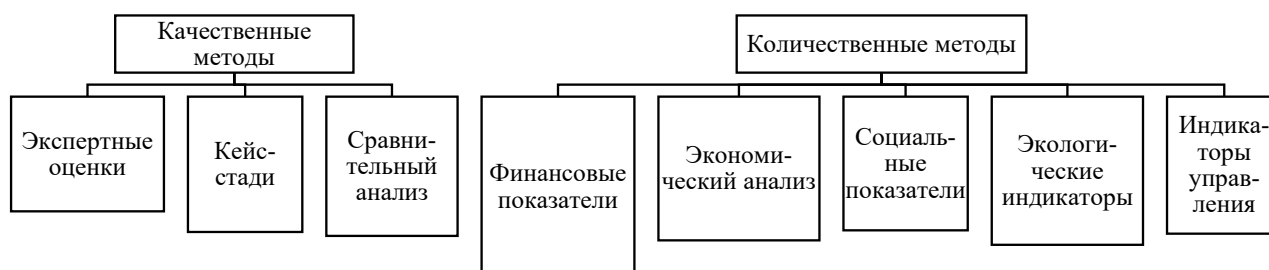 Качественные
методы
Количественные методы
Экспертные
оценки
Кейс-
стади
Сравни-
тельный
анализ
Финансовые
показатели
Экономи-
ческий анализ
Социаль-
ные
показатели
Экологи-
ческие
индикаторы
Индика-
торы
управ-
ления